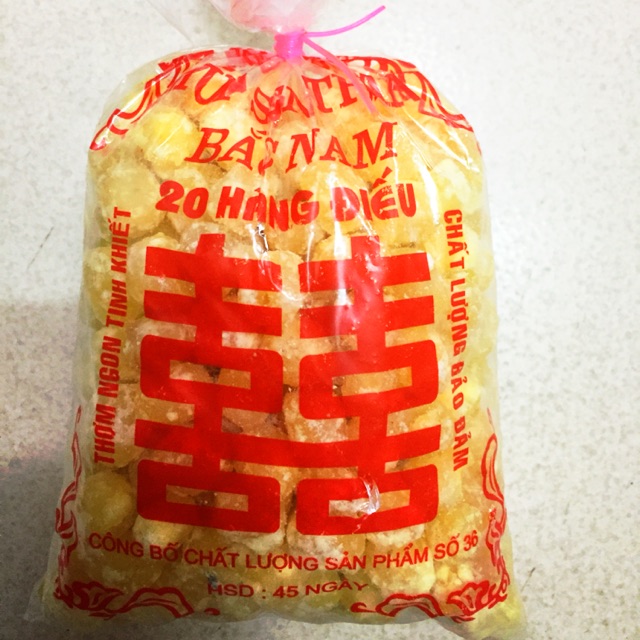 BẮC NAM
20 HÀNG ĐIẾU
THƠM NGON TINH KHIẾT
CHẤT LƯỢNG BẢO ĐẢM
囍
CÔNG BỐ CHẤT LƯỢNG SẢN PHẨM SỐ 36
HSD : 45 NGÀY